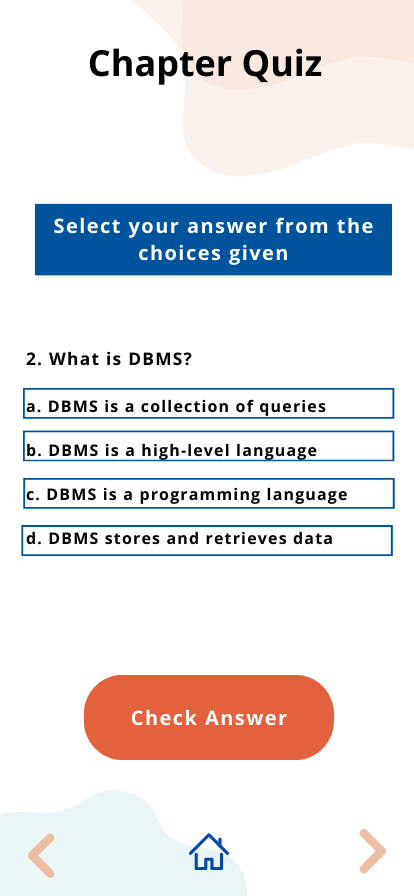 Chapter Quiz
Select your answer from the
choices given
2. What is DBMS?
a. DBMS is a collection of queries
b. DBMS is a high-level language
c. DBMS is a programming language
d. DBMS stores and retrieves data
Check Answer